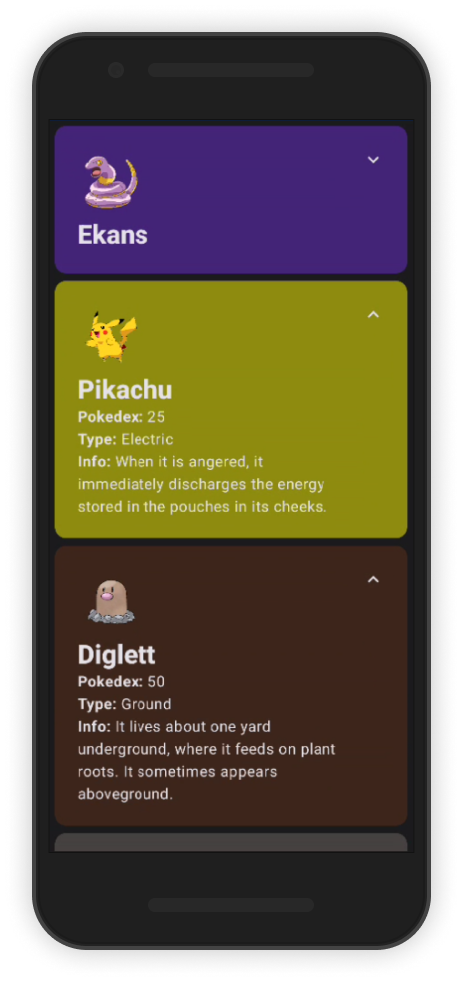 Ekans
Pikachu
Pokedex: 25
Type: Electric
Info: When it is angered, it
immediately discharges the energy
stored in the pouches in its cheeks.
Diglett
Pokedex: 50
Type: Ground
Info: It lives about one yard
underground, where it feeds on plant
roots. It sometimes appears
aboveground.